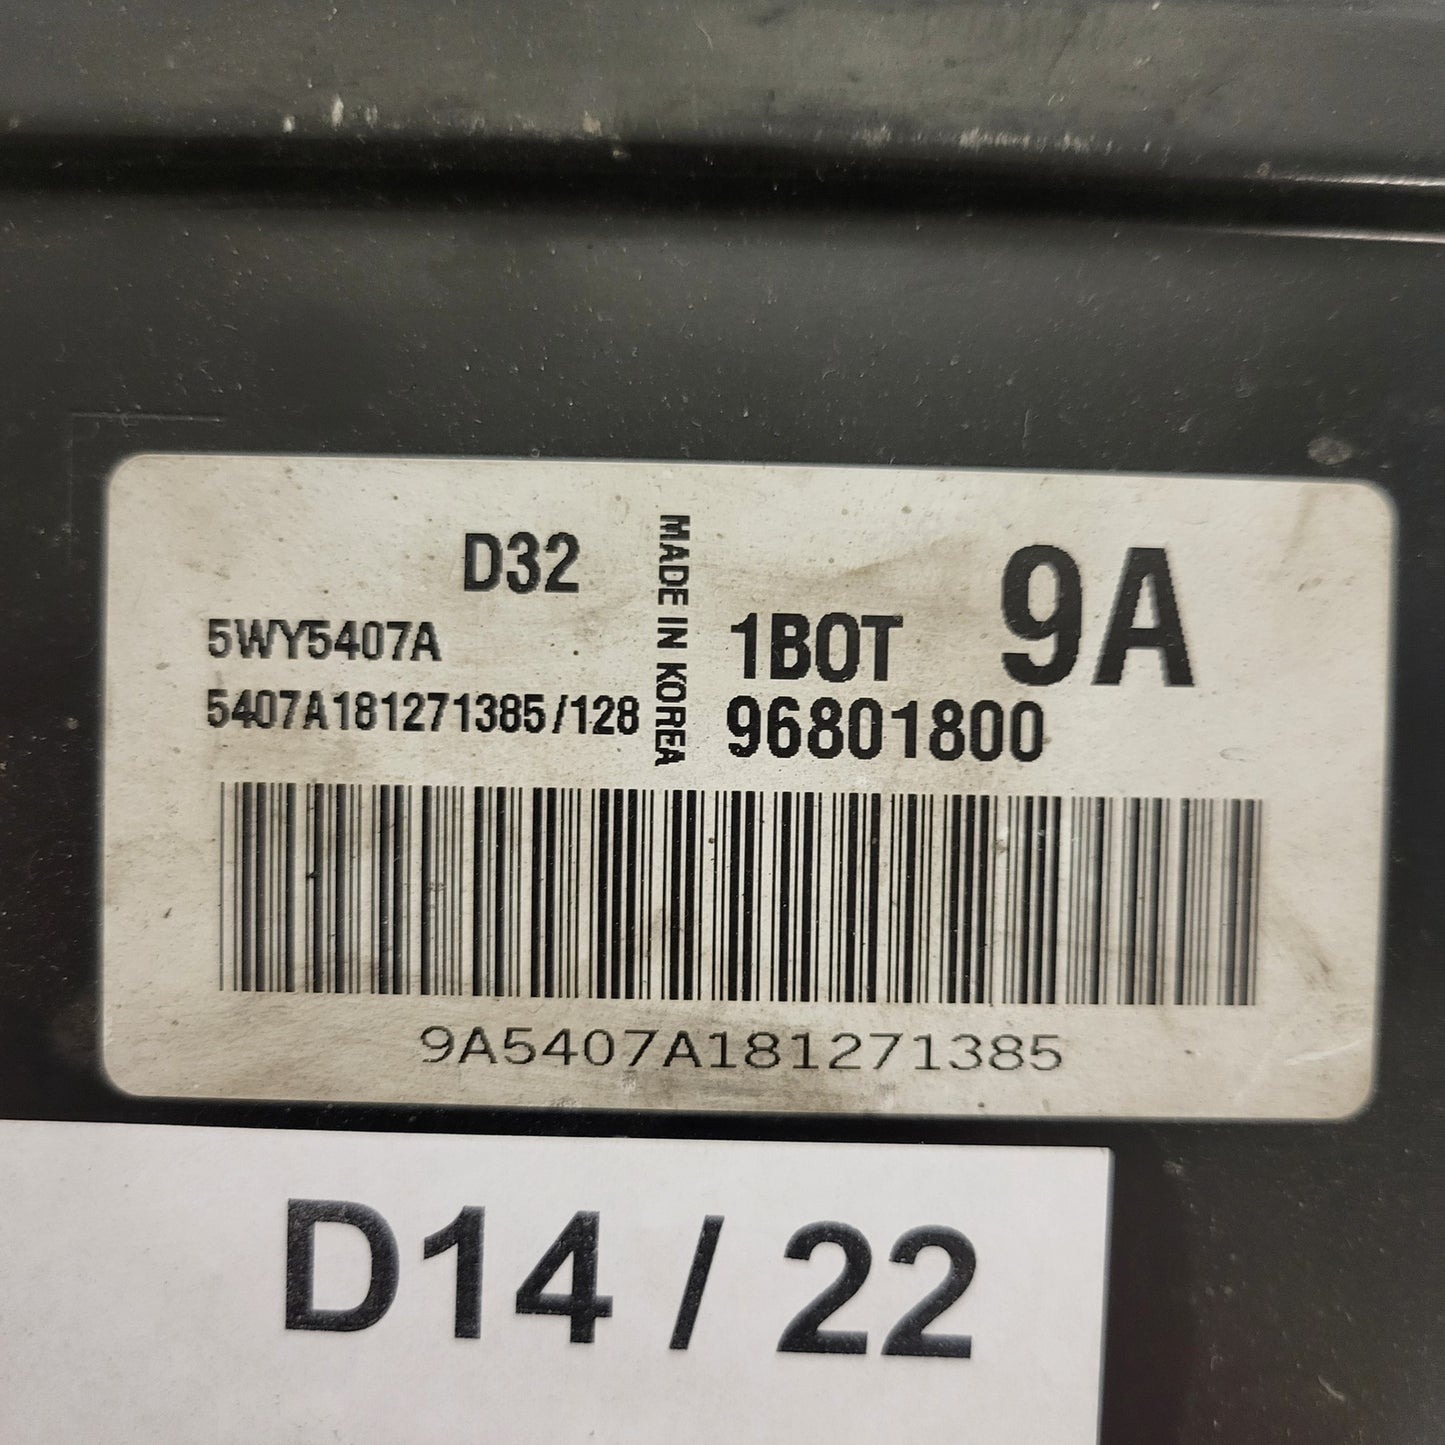 D32
5WY5407A
5407A181271385/128
MADE IN KOREA
1BOT
9A
96801800
9A5407A181271385
D14 / 22